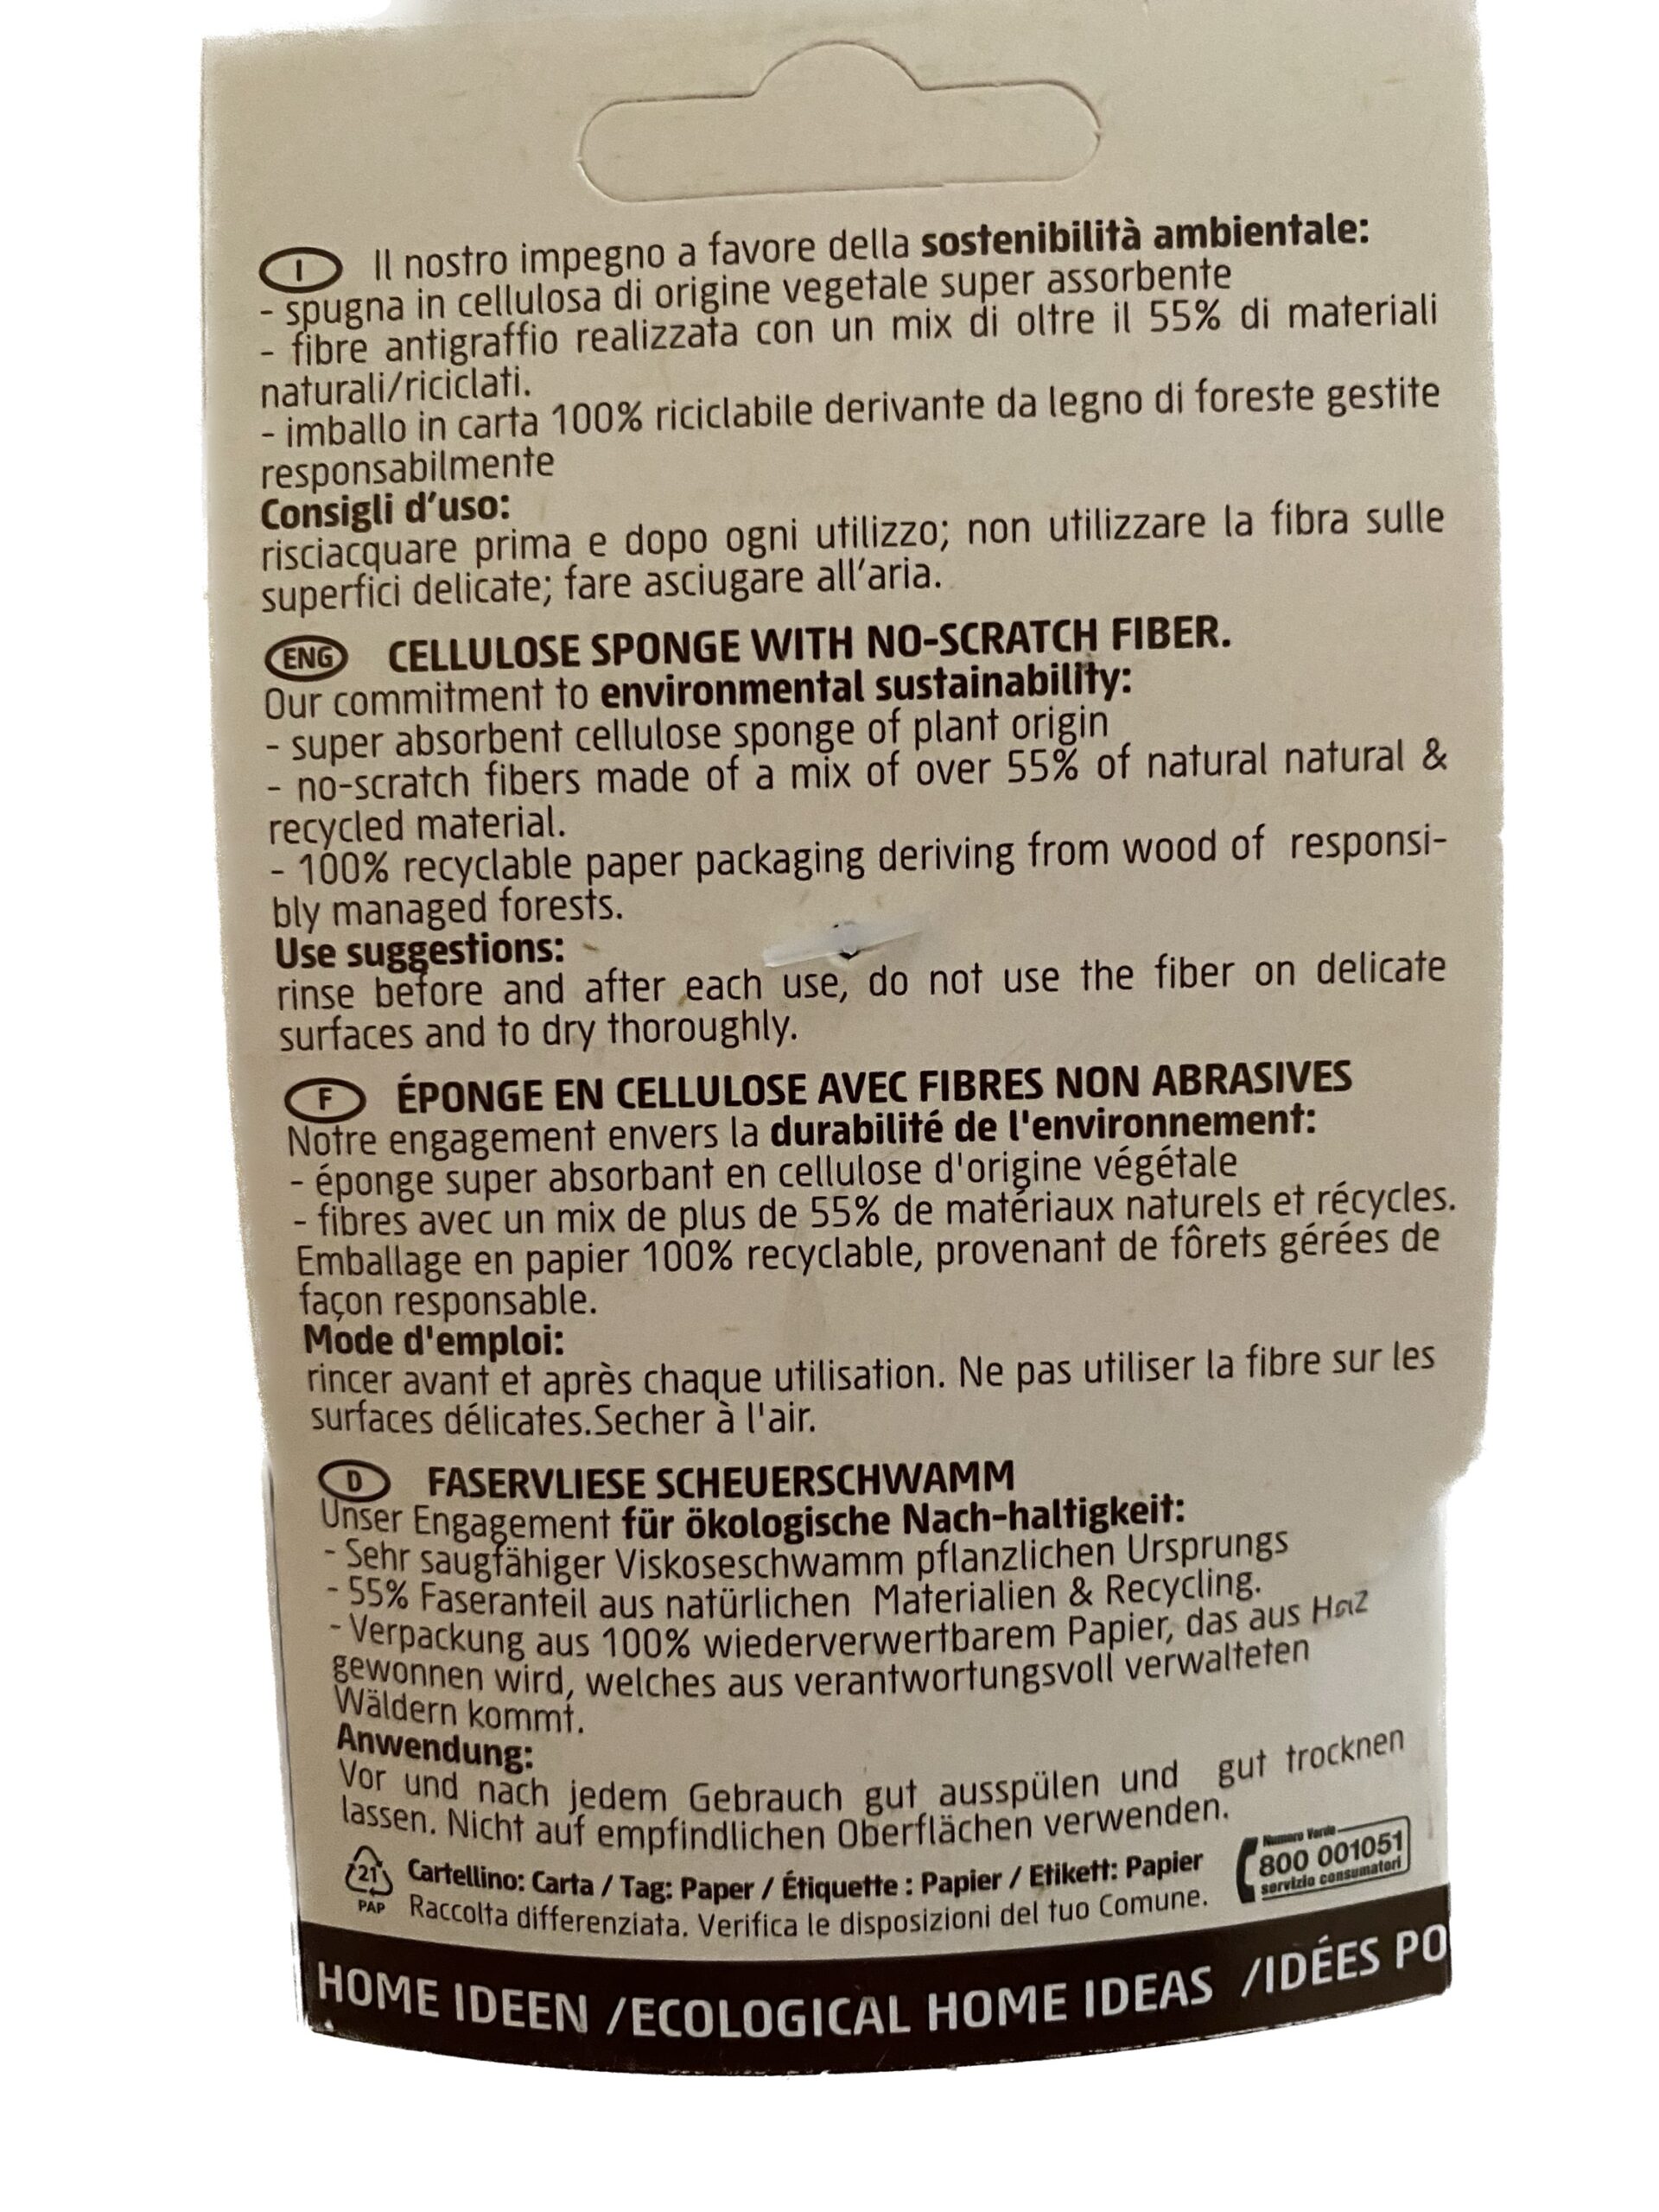 I Il nostro impegno a favore della sostenibilità ambientale:
- spugna in cellulosa di origine vegetale super assorbente
- fibre antigraffio realizzata con un mix di oltre il 55% di materiali
naturali/riciclati.
- imballo in carta 100% riciclabile derivante da legno di foreste gestite
responsabilmente
Consigli d'uso:
risciacquare prima e dopo ogni utilizzo; non utilizzare la fibra sulle
superfici delicate; fare asciugare all'aria.
ENG CELLULOSE SPONGE WITH NO-SCRATCH FIBER.
Our commitment to environmental sustainability:
- super absorbent cellulose sponge of plant origin
- no-scratch fibers made of a mix of over 55% of natural natural &
recycled material.
- 100% recyclable paper packaging deriving from wood of responsi-
bly managed forests.
Use suggestions:
rinse before and after each use, do not use the fiber on delicate
surfaces and to dry thoroughly.
F ÉPONGE EN CELLULOSE AVEC FIBRES NON ABRASIVES
Notre engagement envers la durabilité de l'environnement:
- éponge super absorbant en cellulose d'origine végétale
- fibres avec un mix de plus de 55% de matériaux naturels et récycles.
Emballage en papier 100% recyclable, provenant de fôrets gérées de
façon responsable.
Mode d'emploi:
rincer avant et après chaque utilisation. Ne pas utiliser la fibre sur les
surfaces délicates.Secher à l'air.
D FASERVLIESE SCHEUERSCHWAMM
Unser Engagement für ökologische Nach-haltigkeit:
- Sehr saugfähiger Viskoseschwamm pflanzlichen Ursprungs
- 55% Faseranteil aus natürlichen Materialien & Recycling.
- Verpackung aus 100% wiederverwertbarem Papier, das aus
gewonnen wird, welches aus verantwortungsvoll verwalteten
Wäldern kommt.
Anwendung:
Vor und nach jedem Gebrauch gut ausspülen und gut trocknen
lassen. Nicht auf empfindlichen Oberflächen verwenden.
21 PAP
Cartellino: Carta / Tag: Paper / Étiquette : Papier / Etikett: Papier
Raccolta differenziata. Verifica le disposizioni del tuo Comune.
Numero Verde
800 001051
servizio consumatori
HOME IDEEN /ECOLOGICAL HOME IDEAS /IDÉES PO